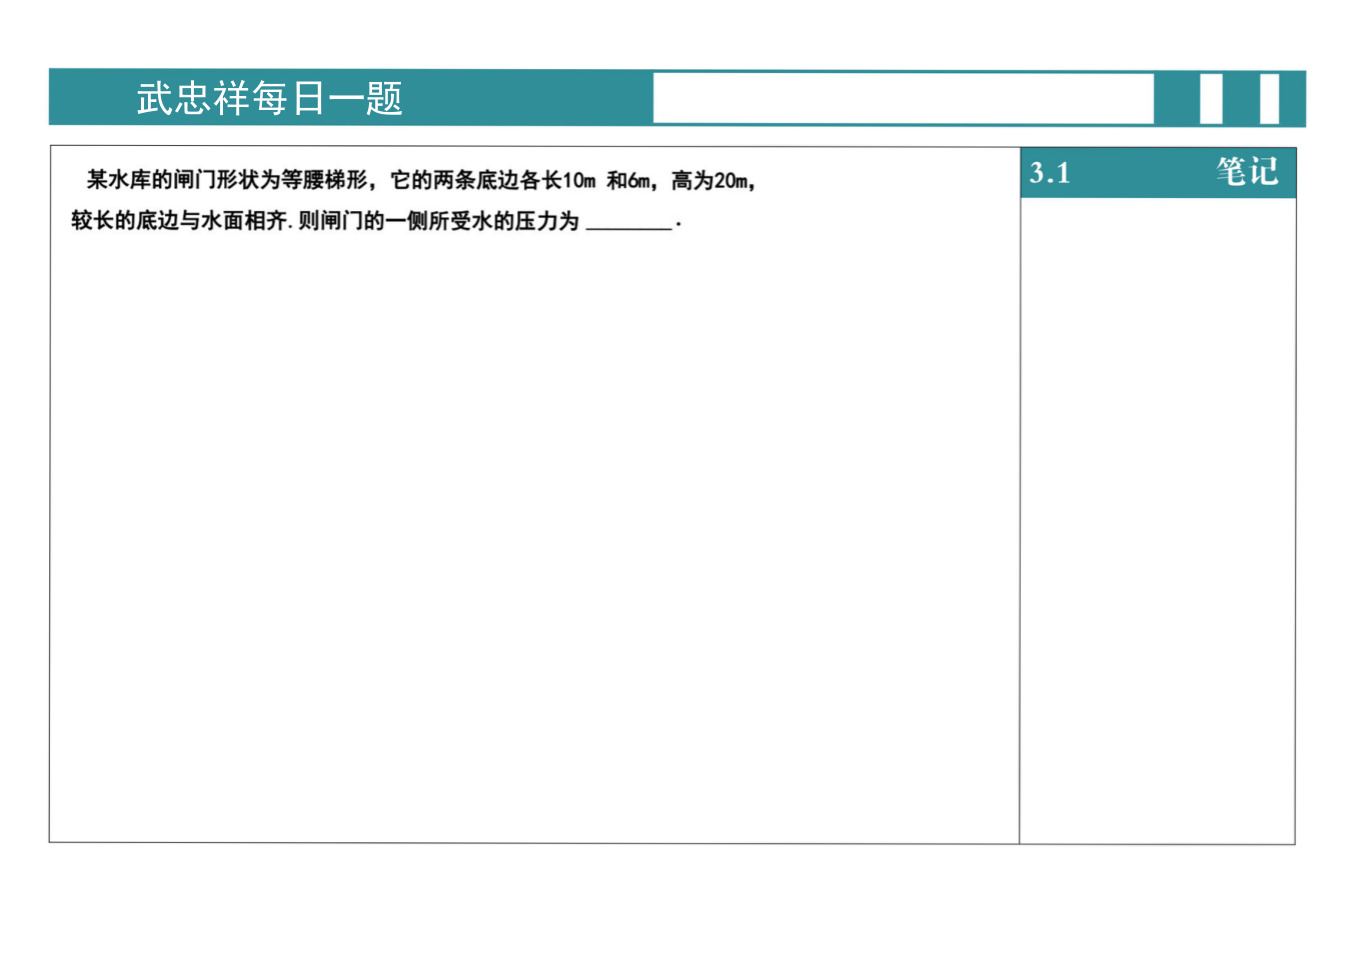 武忠祥每日一题
某水库的闸门形状为等腰梯形，它的两条底边各长10m 和6m，高为20m，
较长的底边与水面相齐.则闸门的一侧所受水的压力为 ________.
3.1 笔记